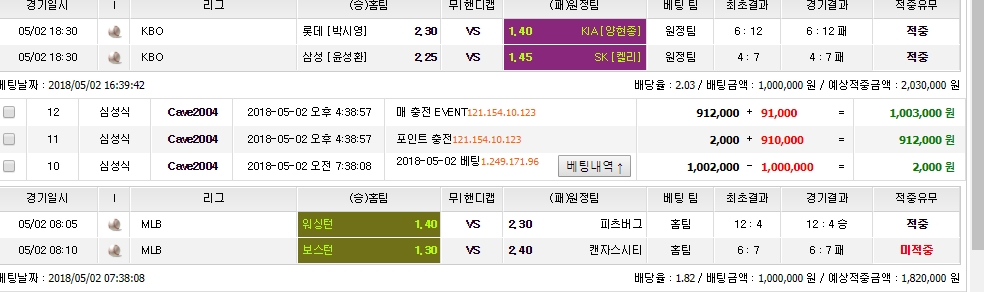 경기일시 | 리그 (승)홈팀 무|핸디캡 (패)원정팀 베팅 팀 최초결과 경기결과 적중유무
05/02 18:30 KBO 롯데 [박시영] 2.30 VS 1.40 KIA [양현종] 원정팀 6 : 12 6 : 12 패 적중
05/02 18:30 KBO 삼성 [윤성환] 2.25 VS 1.45 SK [켈리] 원정팀 4 : 7 4 : 7 패 적중
베팅날짜 : 2018/05/02 16:39:42 배당율 : 2.03 / 배팅금액 : 1,000,000 원 / 예상적중금액 : 2,030,000 원
12 심성식 Cave2004 2018-05-02 오후 4:38:57 매 충전 EVENT121.154.10.123 912,000 + 91,000 = 1,003,000 원
11 심성식 Cave2004 2018-05-02 오후 4:38:57 포인트 충전121.154.10.123 2,000 + 910,000 = 912,000 원
10 심성식 Cave2004 2018-05-02 오전 7:38:08 2018-05-02 베팅1.249.171.96 베팅내역 ↑ 1,002,000 - 1,000,000 = 2,000 원
경기일시 | 리그 (승)홈팀 무|핸디캡 (패)원정팀 베팅 팀 최초결과 경기결과 적중유무
05/02 08:05 MLB 워싱턴 1.40 VS 2.30 피츠버그 홈팀 12 : 4 12 : 4 승 적중
05/02 08:10 MLB 보스턴 1.30 VS 2.40 캔자스시티 홈팀 6 : 7 6 : 7 패 미적중
베팅날짜 : 2018/05/02 07:38:08 배당율 : 1.82 / 배팅금액 : 1,000,000 원 / 예상적중금액 : 1,820,000 원